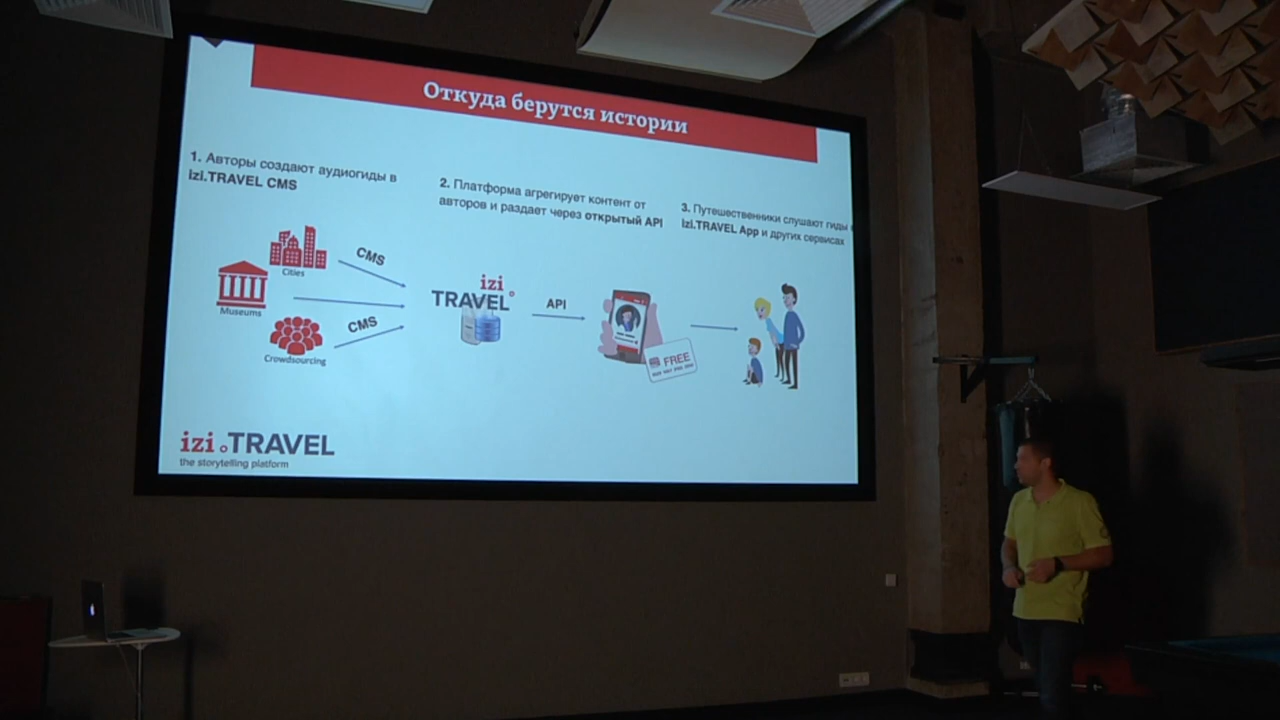 Откуда берутся истории
1. Авторы создают аудиогиды в
izi.TRAVEL CMS
2. Платформа агрегирует контент от
авторов и раздает через открытый API
3. Путешественники слушают гиды
izi.TRAVEL App и других сервисах
Cities
CMS
Museums
CMS
Crowdsourcing
izi
TRAVEL
API
FREE
izi.TRAVEL
the storytelling platform